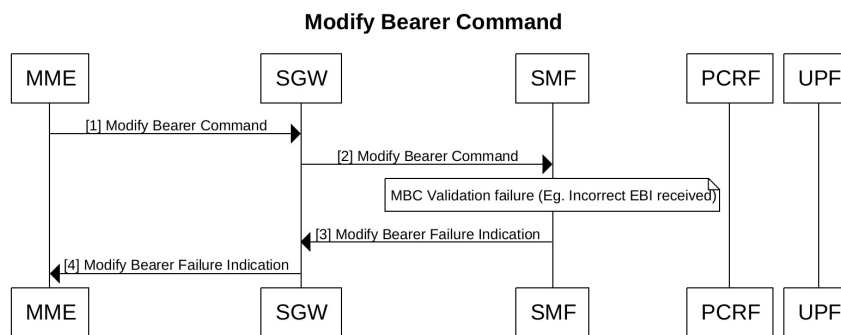 Modify Bearer Command
MME SGW SMF PCRF UPF
[1] Modify Bearer Command
[2] Modify Bearer Command
MBC Validation failure (Eg. Incorrect EBI received)
[3] Modify Bearer Failure Indication
[4] Modify Bearer Failure Indication
MME SGW SMF PCRF UPF